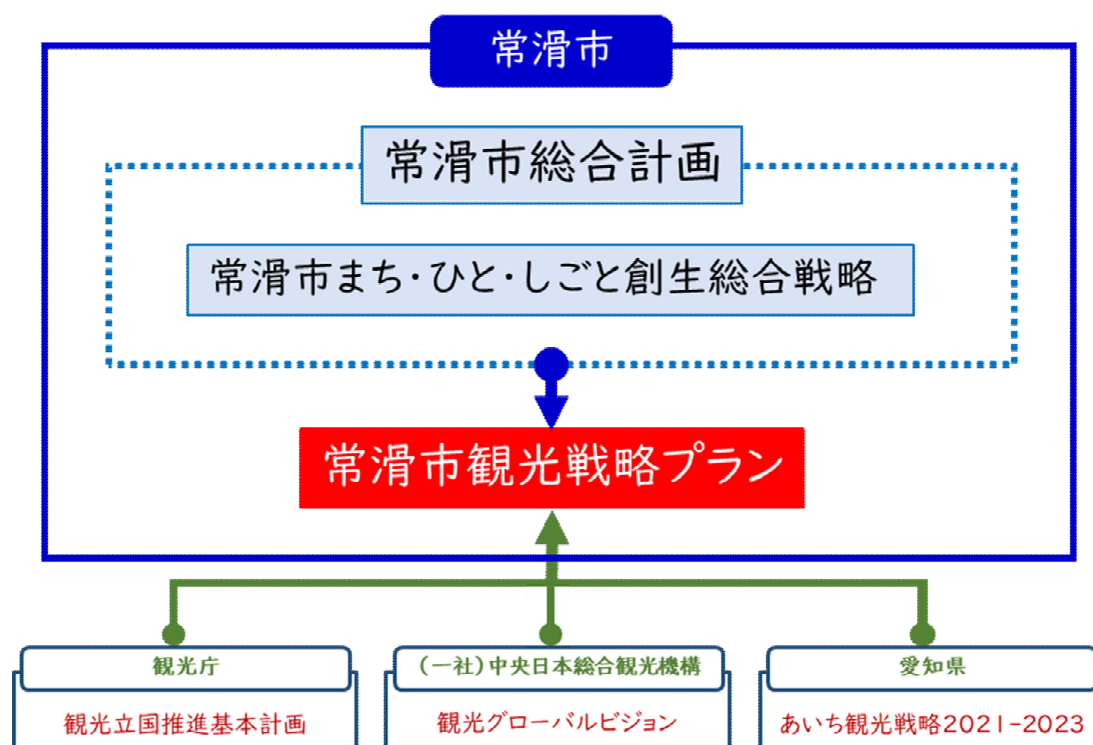 常滑市
常滑市総合計画
常滑市まち・ひと・しごと創生総合戦略
常滑市観光戦略プラン
観光庁
観光立国推進基本計画
(一社)中央日本総合観光機構
観光グローバルビジョン
愛知県
あいち観光戦略2021-2023